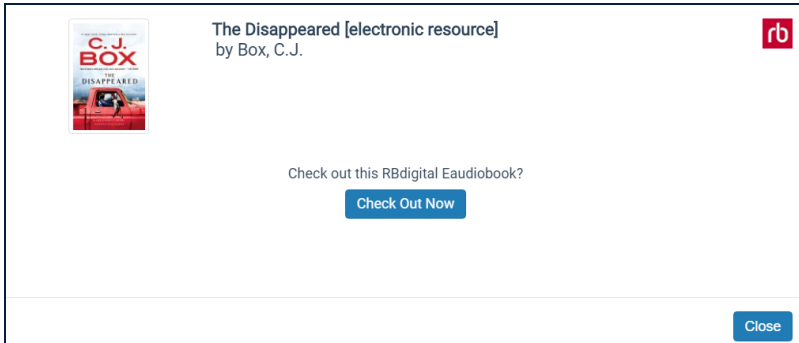 The Disappeared [electronic resource]
by Box, C.J.
rb
C. J.
BOX
THE
DISAPPEARED
Check out this RBdigital Eaudiobook?
Check Out Now
Close